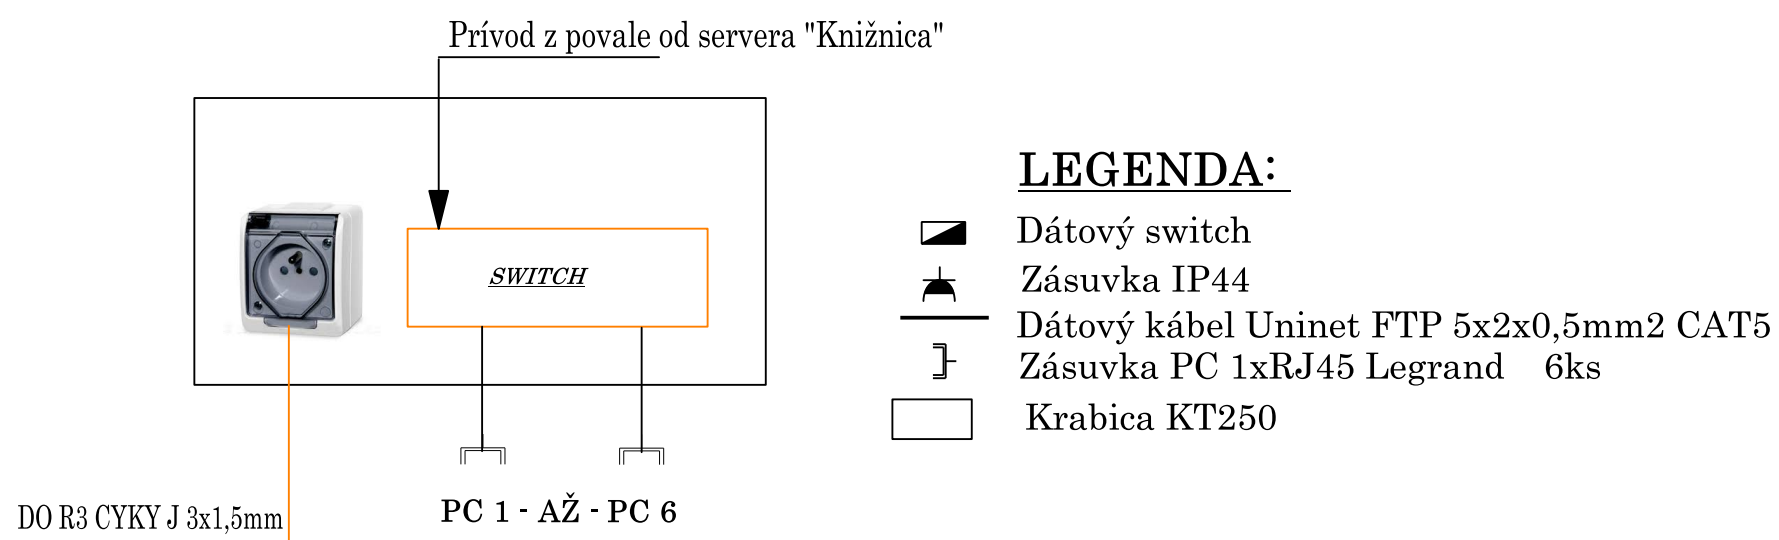 Prívod z povale od servera "Knižnica"
SWITCH
DO R3 CYKY J 3x1,5mm
PC 1 - AŽ - PC 6
LEGENDA:
Dátový switch
Zásuvka IP44
Dátový kábel Uninet FTP 5x2x0,5mm2 CAT5
Zásuvka PC 1xRJ45 Legrand 6ks
Krabica KT250